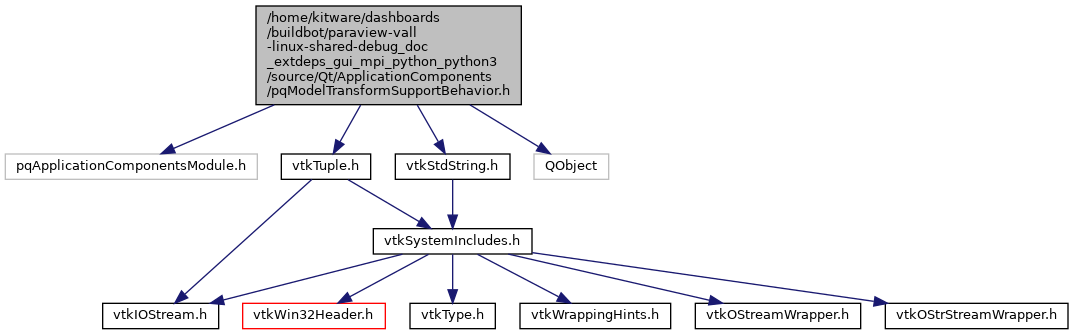 /home/kitware/dashboards
/buildbot/paraview-vall
-linux-shared-debug_doc
_extdeps_gui_mpi_python_python3
/source/Qt/ApplicationComponents
/pqModelTransformSupportBehavior.h
pqApplicationComponentsModule.h
vtkTuple.h
vtkStdString.h
QObject
vtkSystemIncludes.h
vtkIOStream.h
vtkWin32Header.h
vtkType.h
vtkWrappingHints.h
vtkOStreamWrapper.h
vtkOStrStreamWrapper.h